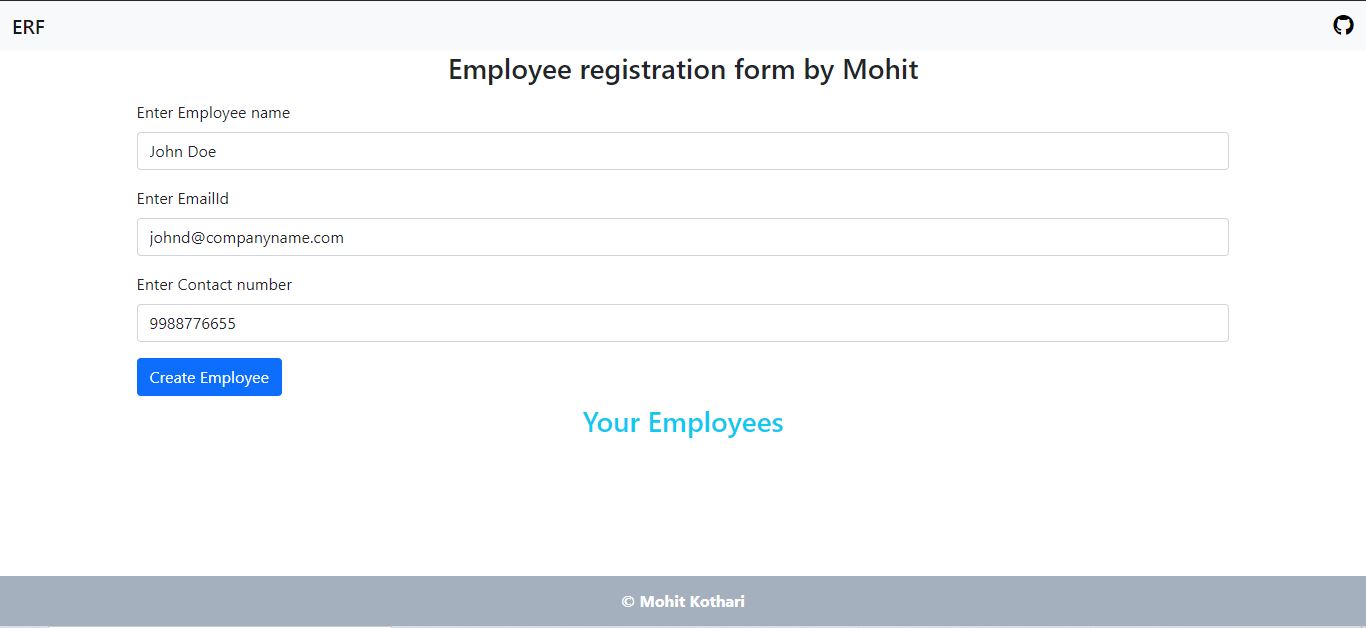 ERF
Employee registration form by Mohit
Enter Employee name
John Doe
Enter EmailId
johnd@companyname.com
Enter Contact number
9988776655
Create Employee
Your Employees
© Mohit Kothari